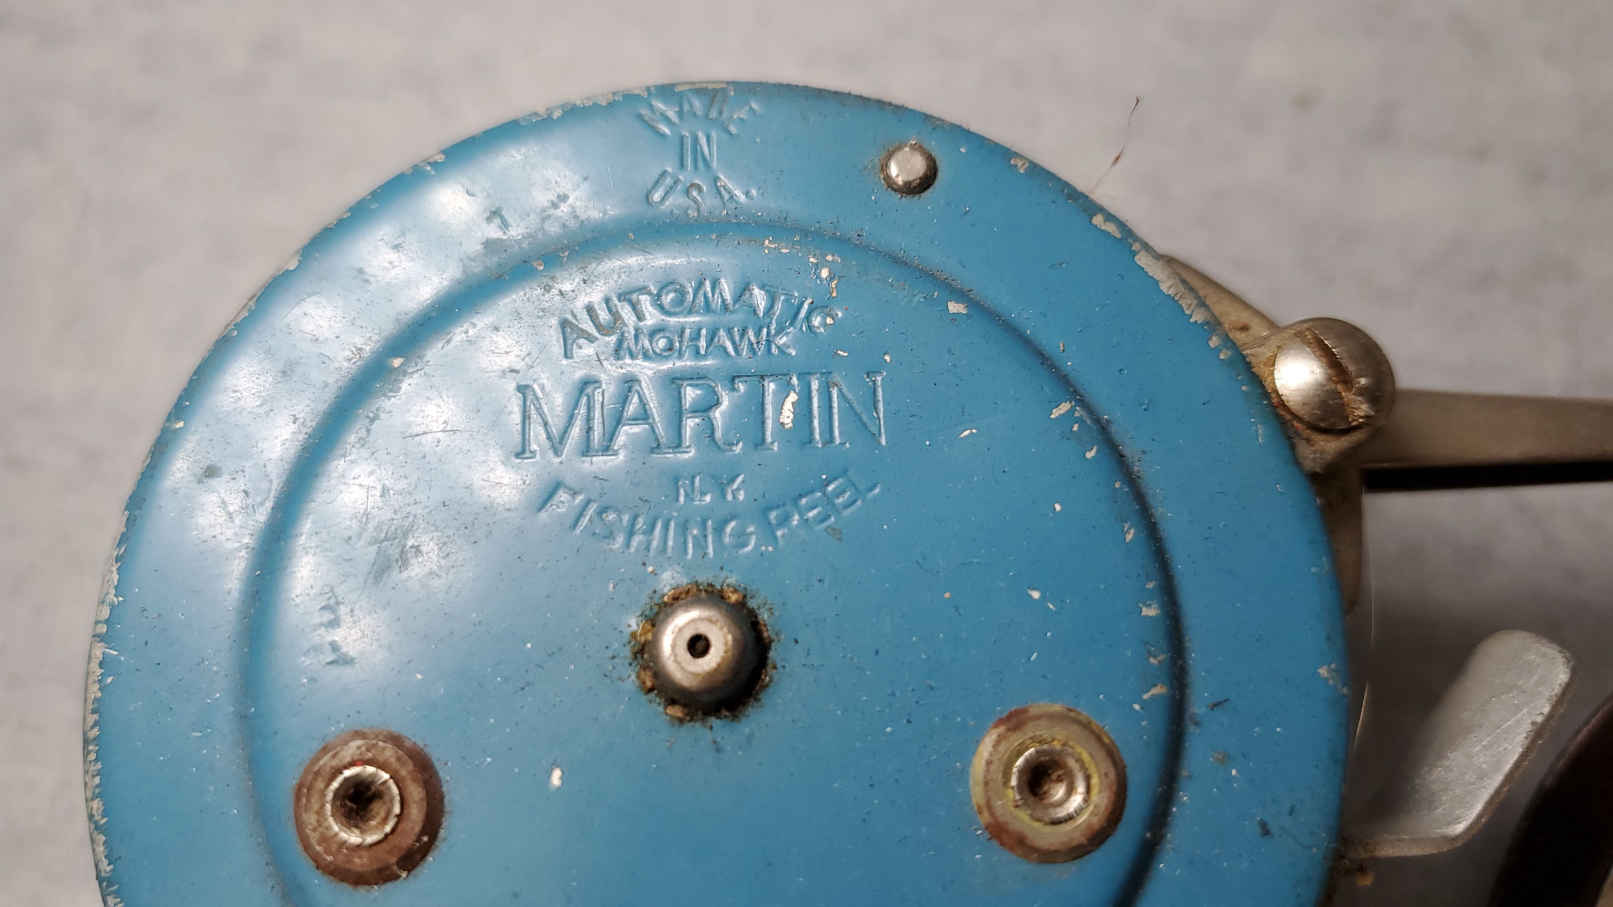 MADE
IN
U.S.A.
AUTOMATIC
MOHAWK
MARTIN
N.Y.
FISHING REEL